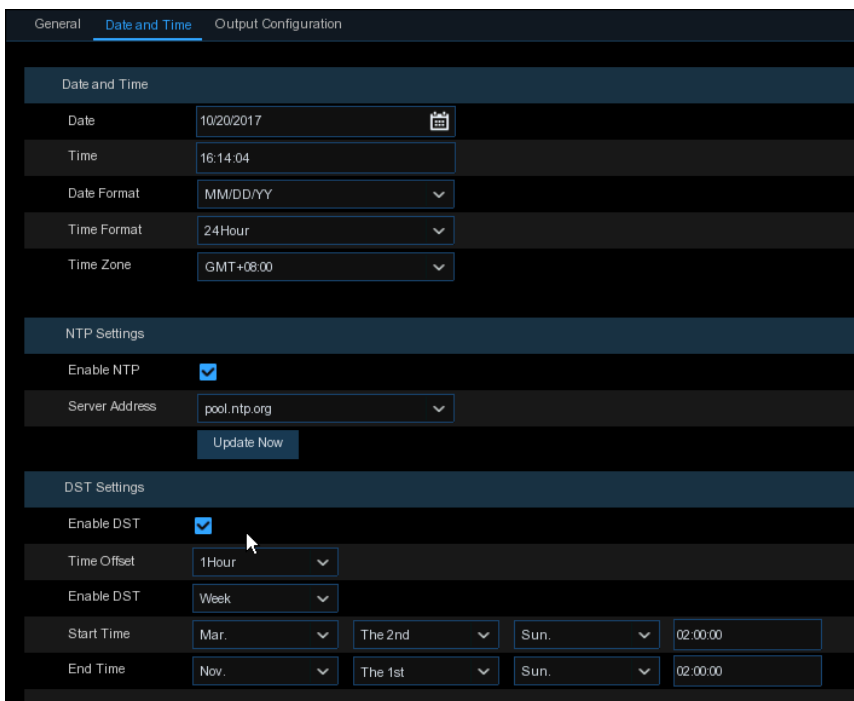 General Date and Time Output Configuration
Date and Time
Date 10/20/2017
Time 16:14:04
Date Format MM/DD/YY
Time Format 24Hour
Time Zone GMT+08:00
NTP Settings
Enable NTP
Server Address pool.ntp.org
Update Now
DST Settings
Enable DST
Time Offset 1Hour
Enable DST Week
Start Time Mar. The 2nd Sun. 02:00:00
End Time Nov. The 1st Sun. 02:00:00